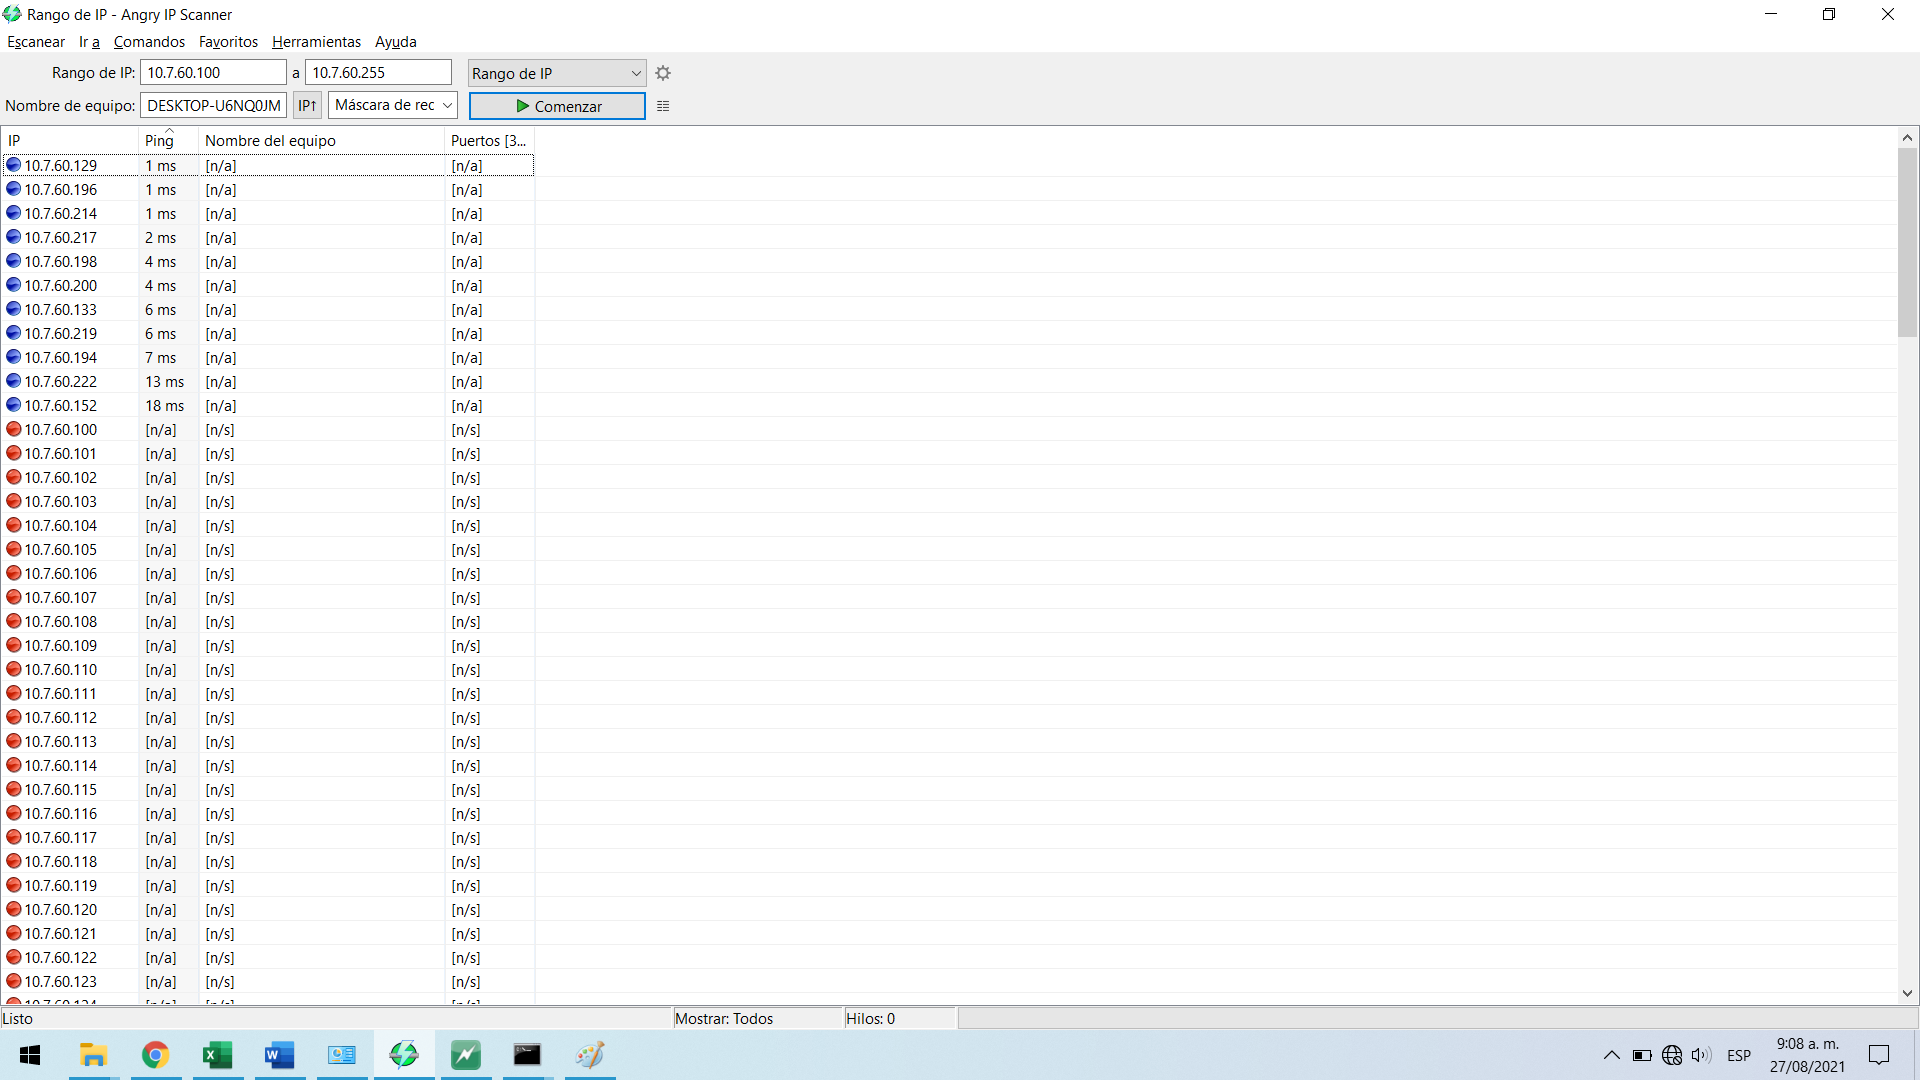 Rango de IP - Angry IP Scanner
Escanear Ir a Comandos Favoritos Herramientas Ayuda
Rango de IP: 10.7.60.100 a 10.7.60.255 Rango de IP
Nombre de equipo: DESKTOP-U6NQ0JM IP↑ Máscara de rec Comenzar
IP Ping Nombre del equipo Puertos [3...
10.7.60.129 1 ms [n/a] [n/a]
10.7.60.196 1 ms [n/a] [n/a]
10.7.60.214 1 ms [n/a] [n/a]
10.7.60.217 2 ms [n/a] [n/a]
10.7.60.198 4 ms [n/a] [n/a]
10.7.60.200 4 ms [n/a] [n/a]
10.7.60.133 6 ms [n/a] [n/a]
10.7.60.219 6 ms [n/a] [n/a]
10.7.60.194 7 ms [n/a] [n/a]
10.7.60.222 13 ms [n/a] [n/a]
10.7.60.152 18 ms [n/a] [n/a]
10.7.60.100 [n/a] [n/s] [n/s]
10.7.60.101 [n/a] [n/s] [n/s]
10.7.60.102 [n/a] [n/s] [n/s]
10.7.60.103 [n/a] [n/s] [n/s]
10.7.60.104 [n/a] [n/s] [n/s]
10.7.60.105 [n/a] [n/s] [n/s]
10.7.60.106 [n/a] [n/s] [n/s]
10.7.60.107 [n/a] [n/s] [n/s]
10.7.60.108 [n/a] [n/s] [n/s]
10.7.60.109 [n/a] [n/s] [n/s]
10.7.60.110 [n/a] [n/s] [n/s]
10.7.60.111 [n/a] [n/s] [n/s]
10.7.60.112 [n/a] [n/s] [n/s]
10.7.60.113 [n/a] [n/s] [n/s]
10.7.60.114 [n/a] [n/s] [n/s]
10.7.60.115 [n/a] [n/s] [n/s]
10.7.60.116 [n/a] [n/s] [n/s]
10.7.60.117 [n/a] [n/s] [n/s]
10.7.60.118 [n/a] [n/s] [n/s]
10.7.60.119 [n/a] [n/s] [n/s]
10.7.60.120 [n/a] [n/s] [n/s]
10.7.60.121 [n/a] [n/s] [n/s]
10.7.60.122 [n/a] [n/s] [n/s]
10.7.60.123 [n/a] [n/s] [n/s]
Listo Mostrar: Todos Hilos: 0
ESP 9:08 a. m.
27/08/2021